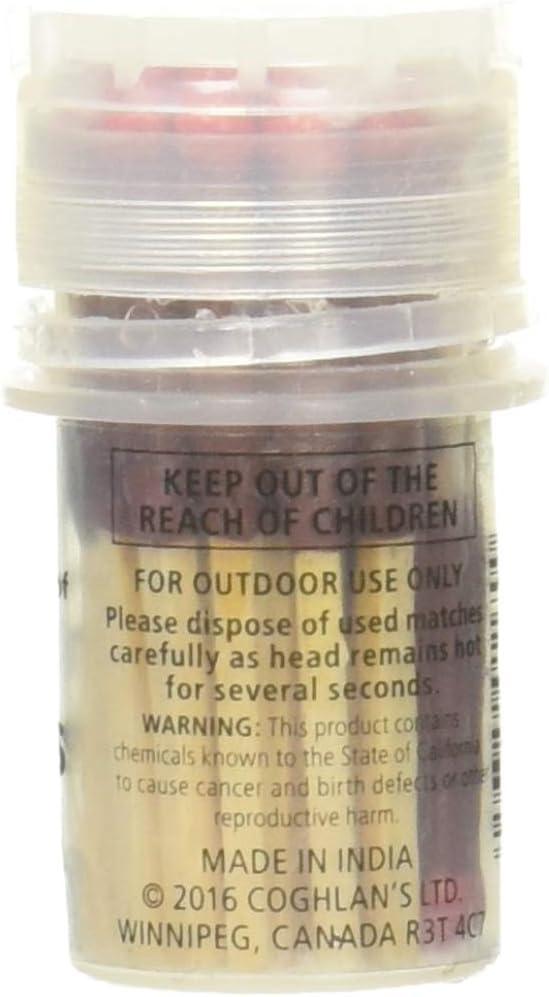 KEEP OUT OF THE
REACH OF CHILDREN
FOR OUTDOOR USE ONLY
Please dispose of used matches
carefully as head remains hot
for several seconds.
WARNING: This product contains
chemicals known to the State of California
to cause cancer and birth defects or other
reproductive harm.
MADE IN INDIA
© 2016 COGHLAN'S LTD.
WINNIPEG, CANADA R3T 4C7